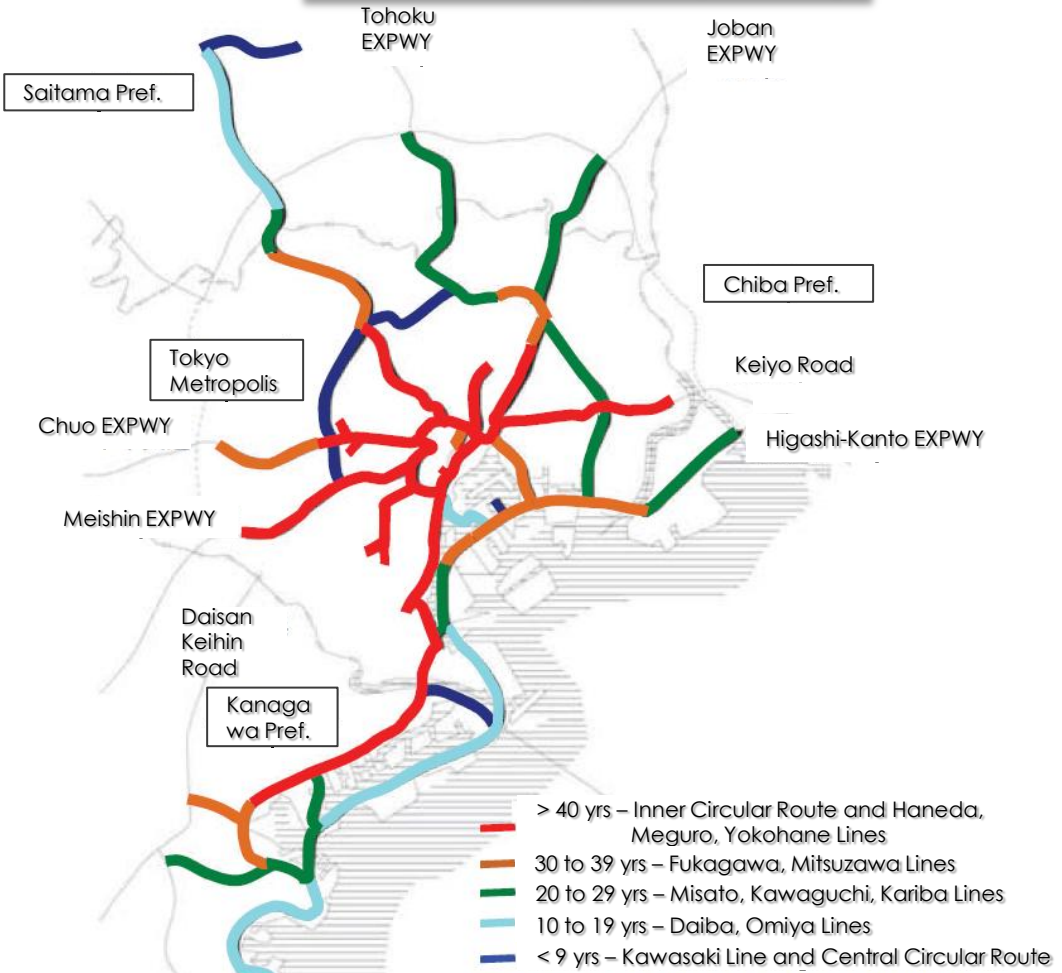 Tohoku
EXPWY
Joban
EXPWY
Saitama Pref.
Chiba Pref.
Tokyo
Metropolis
Keiyo Road
Chuo EXPWY
Higashi-Kanto EXPWY
Meishin EXPWY
Daisan
Keihin
Road
Kanaga
wa Pref.
> 40 yrs – Inner Circular Route and Haneda,
Meguro, Yokohane Lines
30 to 39 yrs – Fukagawa, Mitsuzawa Lines
20 to 29 yrs – Misato, Kawaguchi, Kariba Lines
10 to 19 yrs – Daiba, Omiya Lines
< 9 yrs – Kawasaki Line and Central Circular Route